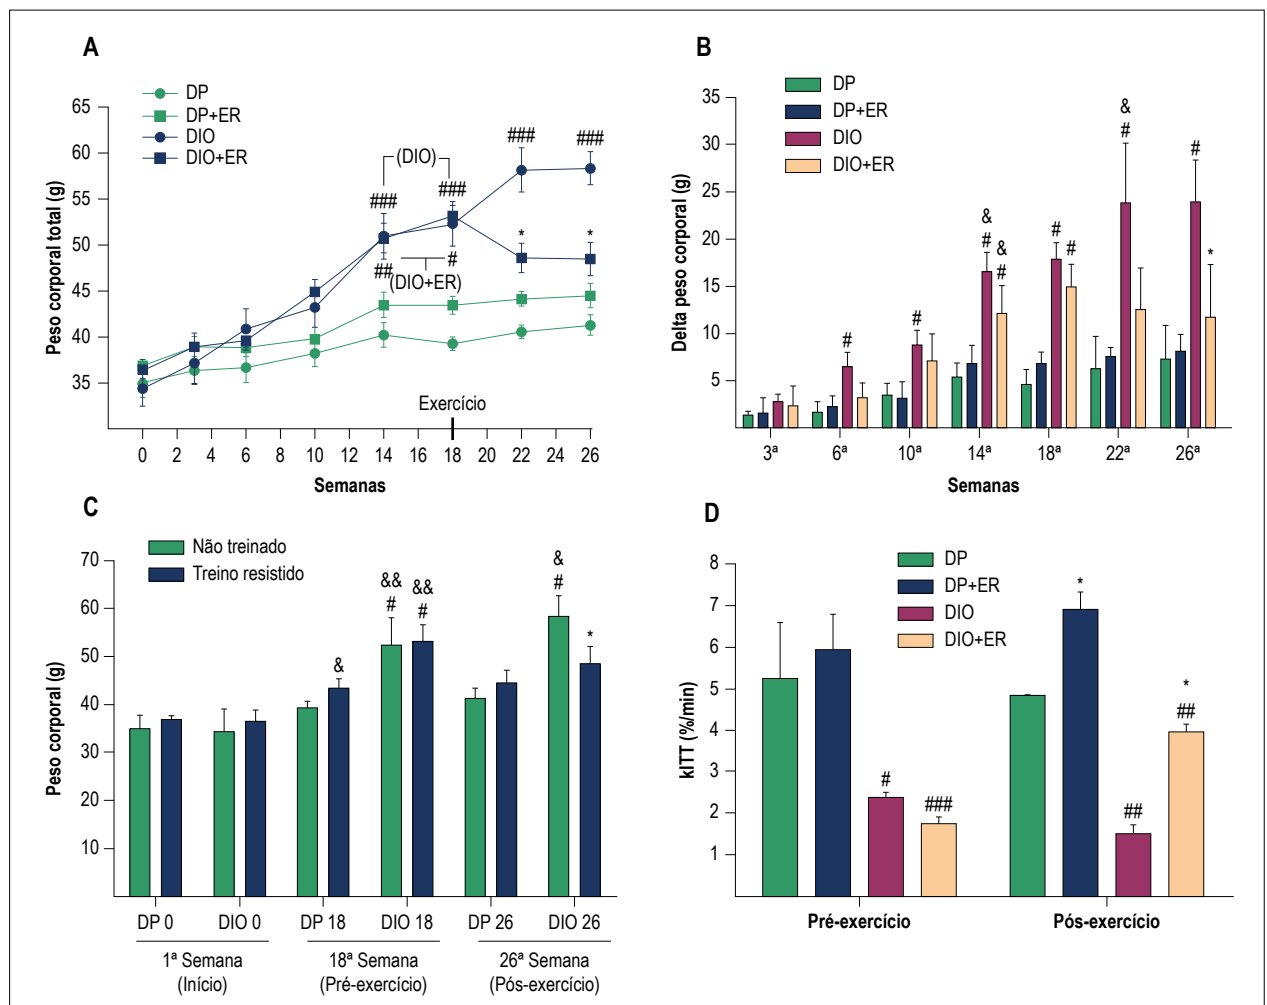 A
DP
DP+ER
DIO
DIO+ER
Peso corporal total (g)
65
60
55
50
45
40
35
###
(DIO)
###
###
###
##
#
(DIO+ER)
*
*
Exercício
0 2 4 6 8 10 12 14 16 18 20 22 24 26
Semanas
B
DP
DP+ER
DIO
DIO+ER
Delta peso corporal (g)
35
30
25
20
15
10
5
#
#
&
#
&
#
#
#
&
#
#
*
3ª 6ª 10ª 14ª 18ª 22ª 26ª
Semanas
C
Não treinado
Treino resistido
Peso corporal (g)
70
60
50
40
30
20
10
&
&&
#
&&
#
&
#
*
DP 0 DIO 0 DP 18 DIO 18 DP 26 DIO 26
1ª Semana 18ª Semana 26ª Semana
(Início) (Pré-exercício) (Pós-exercício)
D
DP
DP+ER
DIO
DIO+ER
kITT (%/min)
8
7
6
5
4
3
2
1
#
###
*
##
*
##
Pré-exercício Pós-exercício